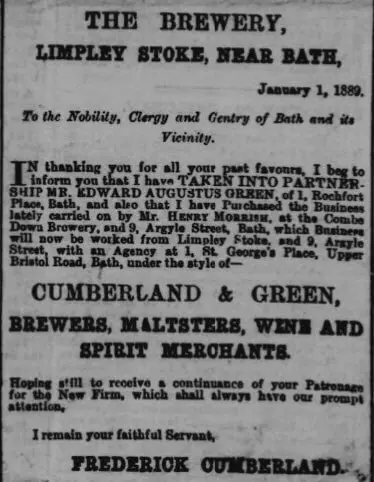 THE BREWERY,
LIMPLEY STOKE, NEAR BATH,
January 1, 1889.
To the Nobility, Clergy and Gentry of Bath and its
Vicinity.
IN thanking you for all your past favours, I beg to
inform you that I have TAKEN INTO PARTNER-
SHIP MR. EDWARD AUGUSTUS GREEN, of 1, Rochfort
Place, Bath, and also that I have Purchased the Business
lately carried on by Mr. HENRY MORRISH, at the Combe
Down Brewery, and 9, Argyle Street, Bath, which Business
will now be worked from Limpley Stoke, and 9, Argyle
Street, with an Agency at 1, St. George's Place, Upper
Bristol Road, Bath, under the style of—
CUMBERLAND & GREEN,
BREWERS, MALTSTERS, WINE AND
SPIRIT MERCHANTS.
Hoping still to receive a continuance of your Patronage
for the New Firm, which shall always have our prompt
attention,
I remain your faithful Servant,
FREDERICK CUMBERLAND.